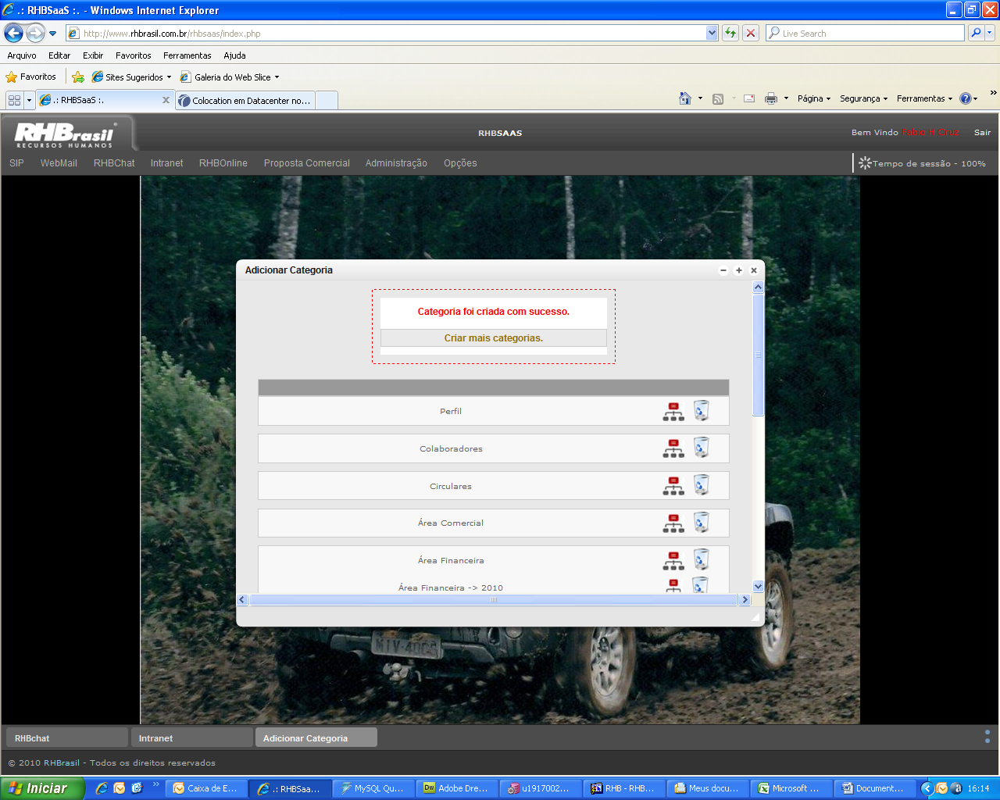 .: RHBSaaS :. - Windows Internet Explorer
http://www.rhbrasil.com.br/rhbsaas/index.php
Live Search
Arquivo Editar Exibir Favoritos Ferramentas Ajuda
Favoritos Sites Sugeridos Galeria do Web Slice
.: RHBSaaS :. Colocation em Datacenter no... Página Segurança Ferramentas
RHBrasil
RECURSOS HUMANOS
RHBSAAS
Bem Vindo Fabio H Cruz Sair
SIP WebMail RHBChat Intranet RHBOnline Proposta Comercial Administração Opções
Tempo de sessão - 100%
Adicionar Categoria
Categoria foi criada com sucesso.
Criar mais categorias.
Perfil
Colaboradores
Circulares
Área Comercial
Área Financeira
Área Financeira -> 2010
RHBchat Intranet Adicionar Categoria
© 2010 RHBrasil - Todos os direitos reservados
Iniciar Caixa de E... .: RHBSaa... MySQL Qu... Adobe Dre... u1917002... RHB - RHB... Meus docu... Microsoft ... Document... 16:14